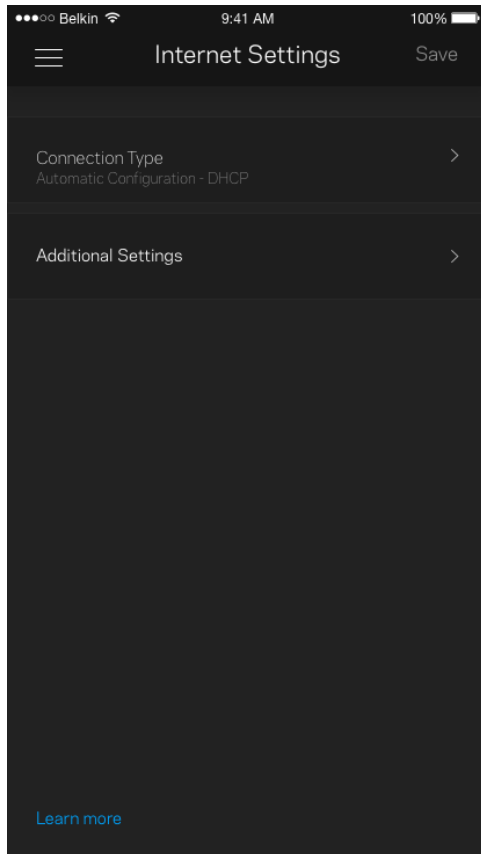 Belkin 9:41 AM 100%
Internet Settings Save
Connection Type
Automatic Configuration - DHCP
Additional Settings
Learn more